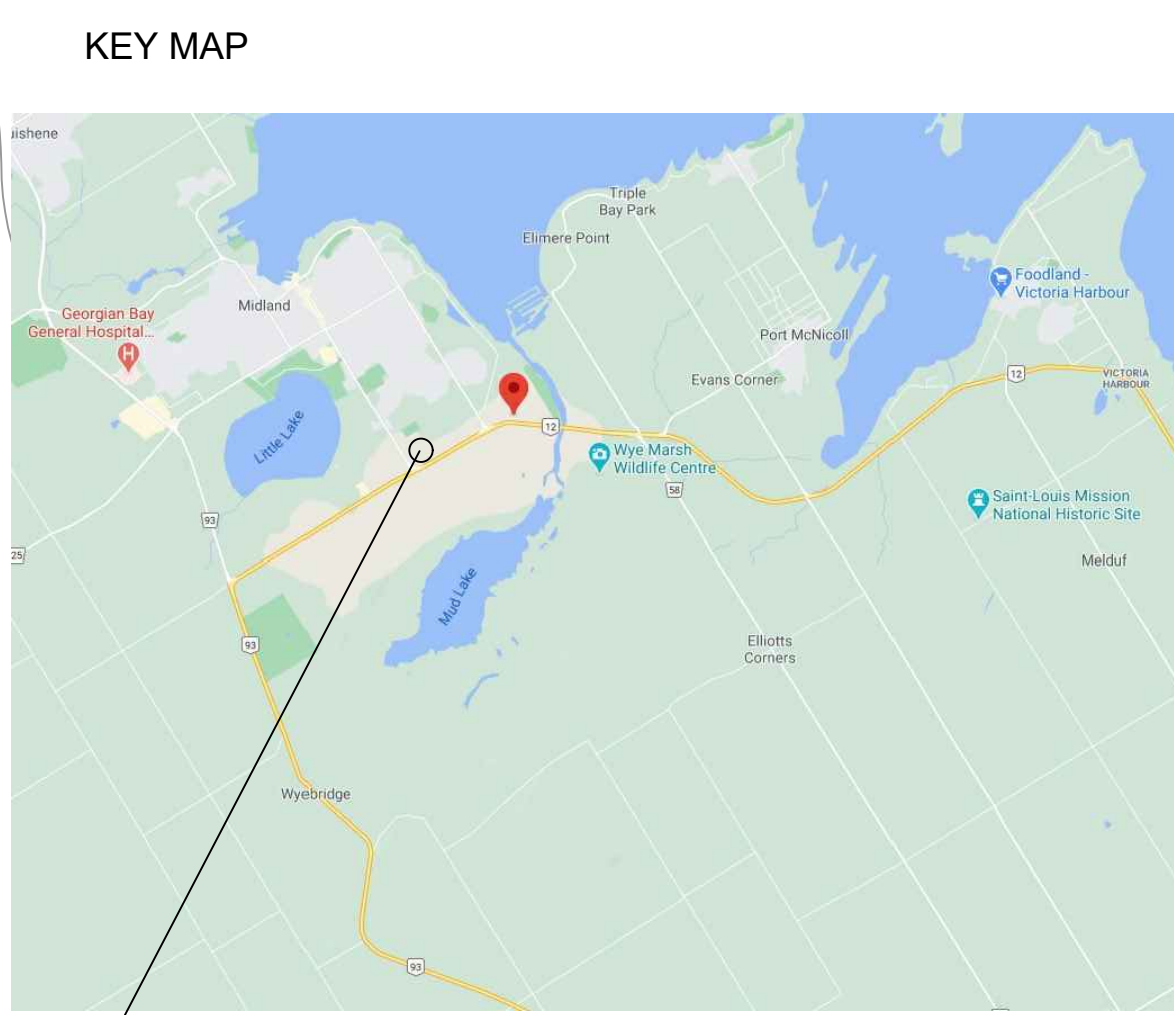 KEY MAP
uishene
Triple
Bay Park
Elimere Point
Foodland -
Victoria Harbour
Midland
Georgian Bay
General Hospital...
H
Port McNicoll
12
VICTORIA
HARBOUR
Evans Corner
Little Lake
12
Wye Marsh
Wildlife Centre
58
Saint-Louis Mission
National Historic Site
93
25
Melduf
Mud Lake
93
Elliotts
Corners
Wyebridge
93